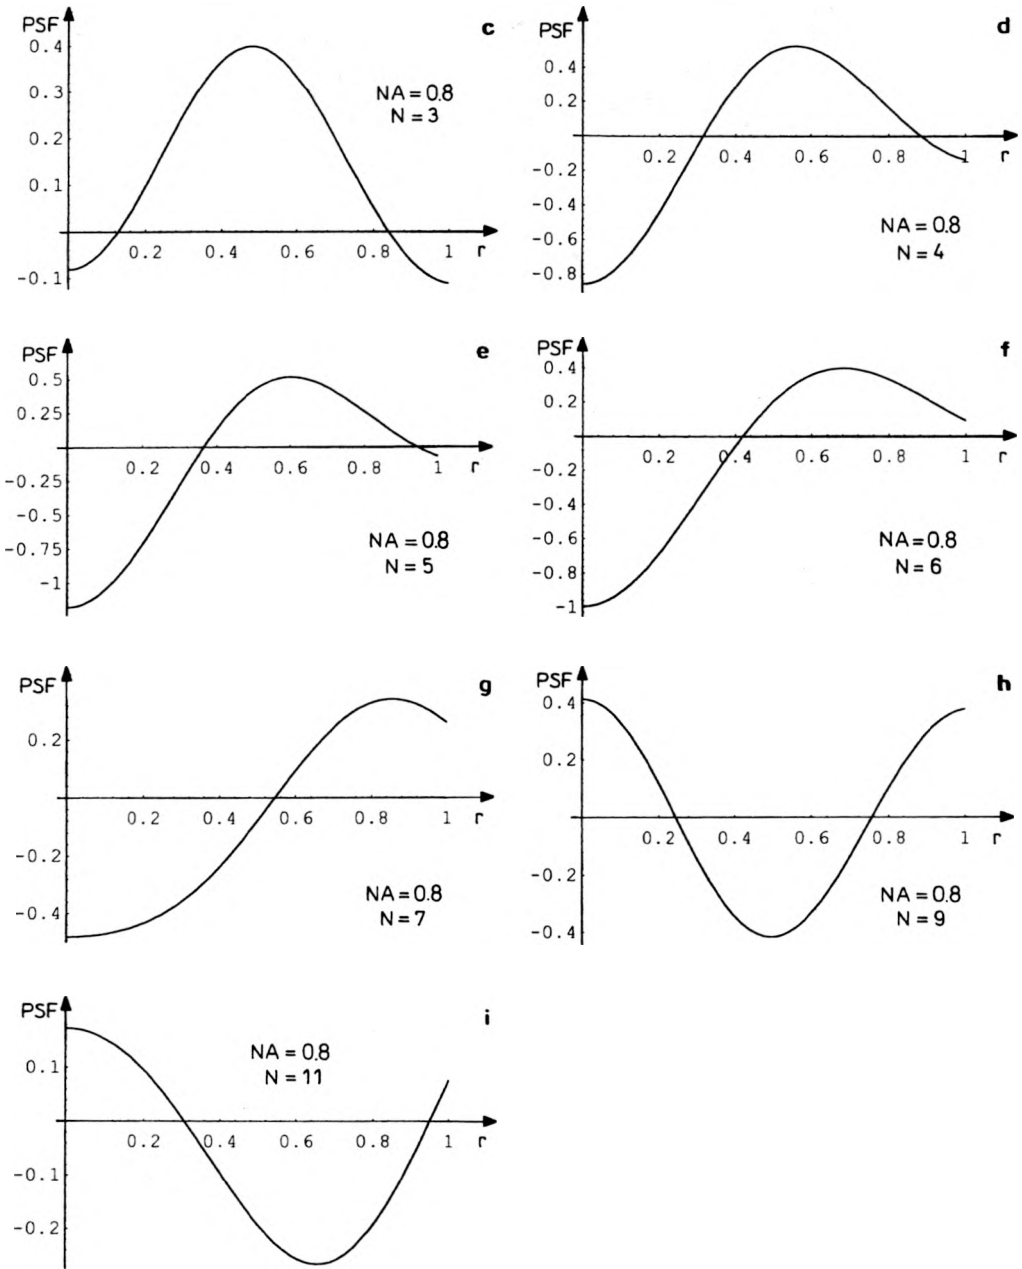 PSF
c
0.4
0.3
NA = 0.8
N = 3
0.2
0.1
0.2 0.4 0.6 0.8 1 r
-0.1
PSF
d
0.4
0.2
0.2 0.4 0.6 0.8 1 r
-0.2
-0.4
NA = 0.8
N = 4
-0.6
-0.8
PSF
e
0.5
0.25
0.2 0.4 0.6 0.8 1 r
-0.25
-0.5
NA = 0.8
N = 5
-0.75
-1
PSF
f
0.4
0.2
0.2 0.4 0.6 0.8 1 r
-0.2
-0.4
NA = 0.8
N = 6
-0.6
-0.8
-1
PSF
g
0.2
0.2 0.4 0.6 0.8 1 r
-0.2
NA = 0.8
N = 7
-0.4
PSF
h
0.4
0.2
0.2 0.4 0.6 0.8 1 r
-0.2
NA = 0.8
N = 9
-0.4
PSF
i
NA = 0.8
N = 11
0.1
0.2 0.4 0.6 0.8 1 r
-0.1
-0.2